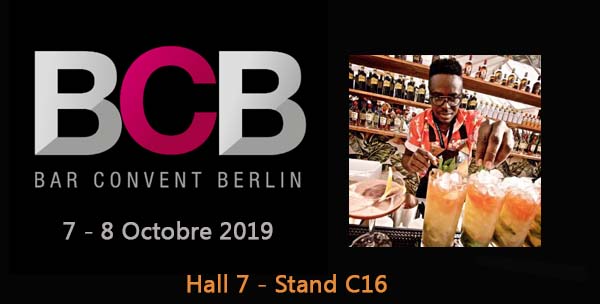 BCB
BAR CONVENT BERLIN
7 - 8 Octobre 2019
Hall 7 - Stand C16